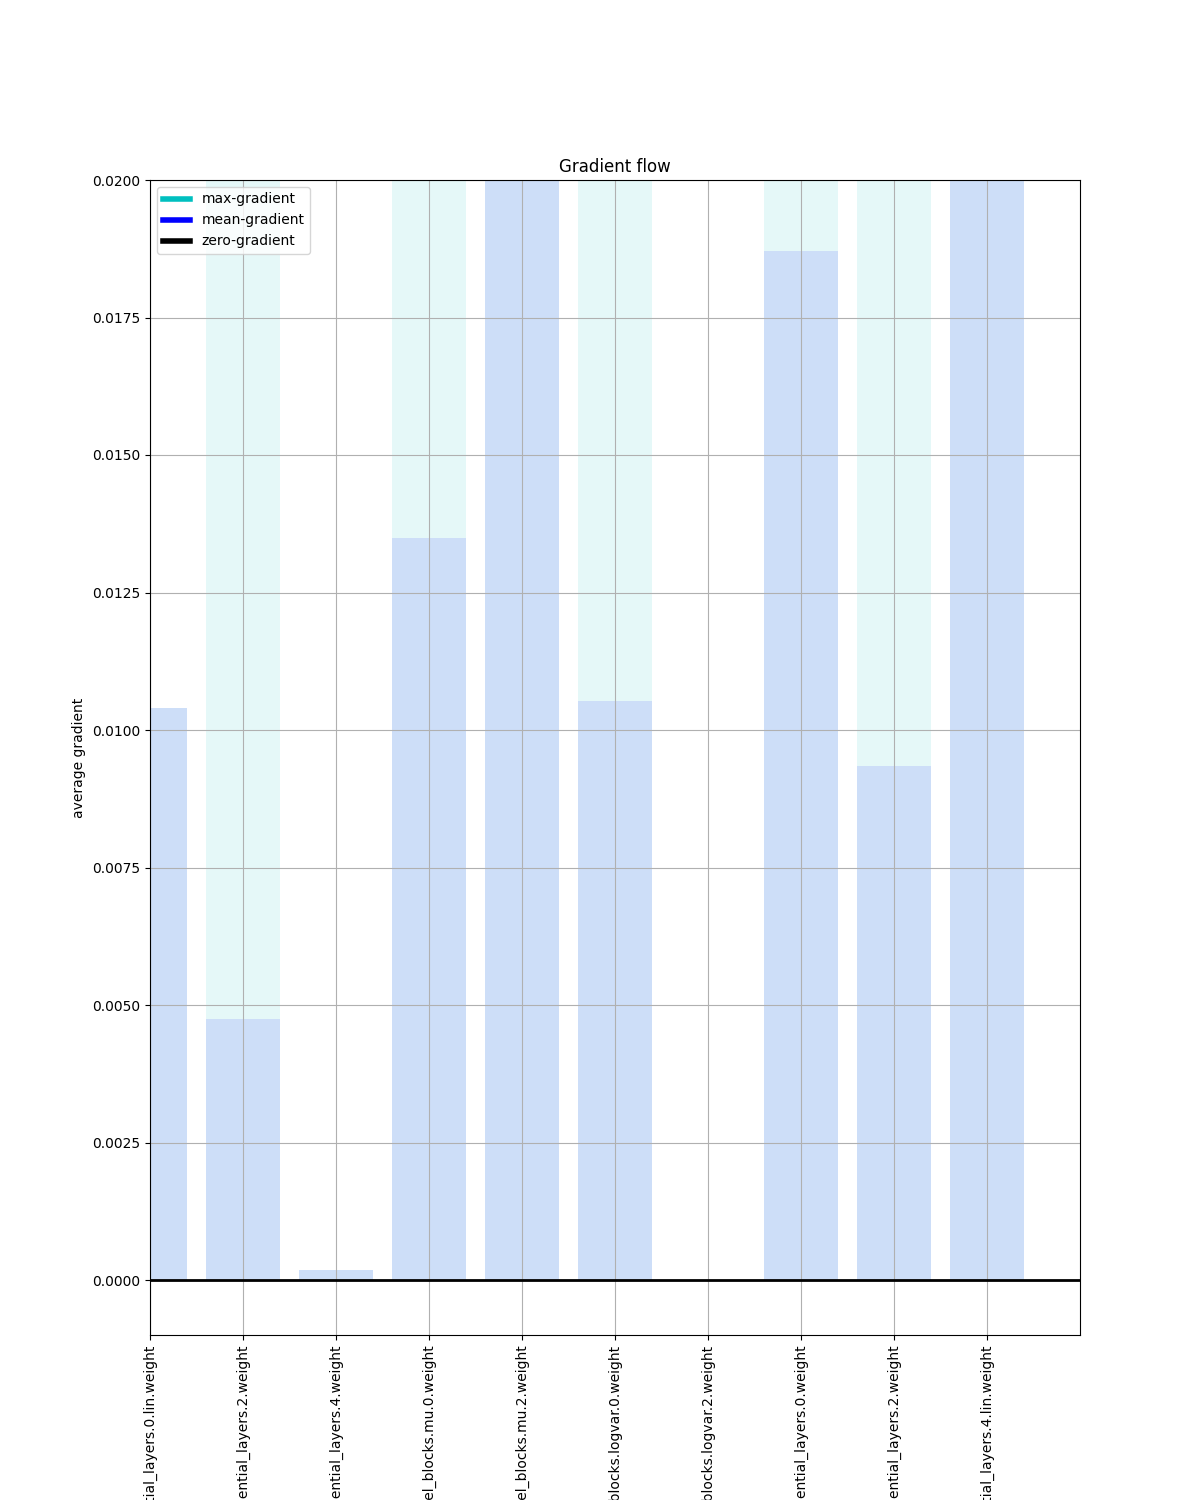 Gradient flow
max-gradient
mean-gradient
zero-gradient
average gradient
0.0200
0.0175
0.0150
0.0125
0.0100
0.0075
0.0050
0.0025
0.0000
tial_layers.0.lin.weight
ential_layers.2.weight
ential_layers.4.weight
el_blocks.mu.0.weight
el_blocks.mu.2.weight
blocks.logvar.0.weight
blocks.logvar.2.weight
ential_layers.0.weight
ential_layers.2.weight
tial_layers.4.lin.weight